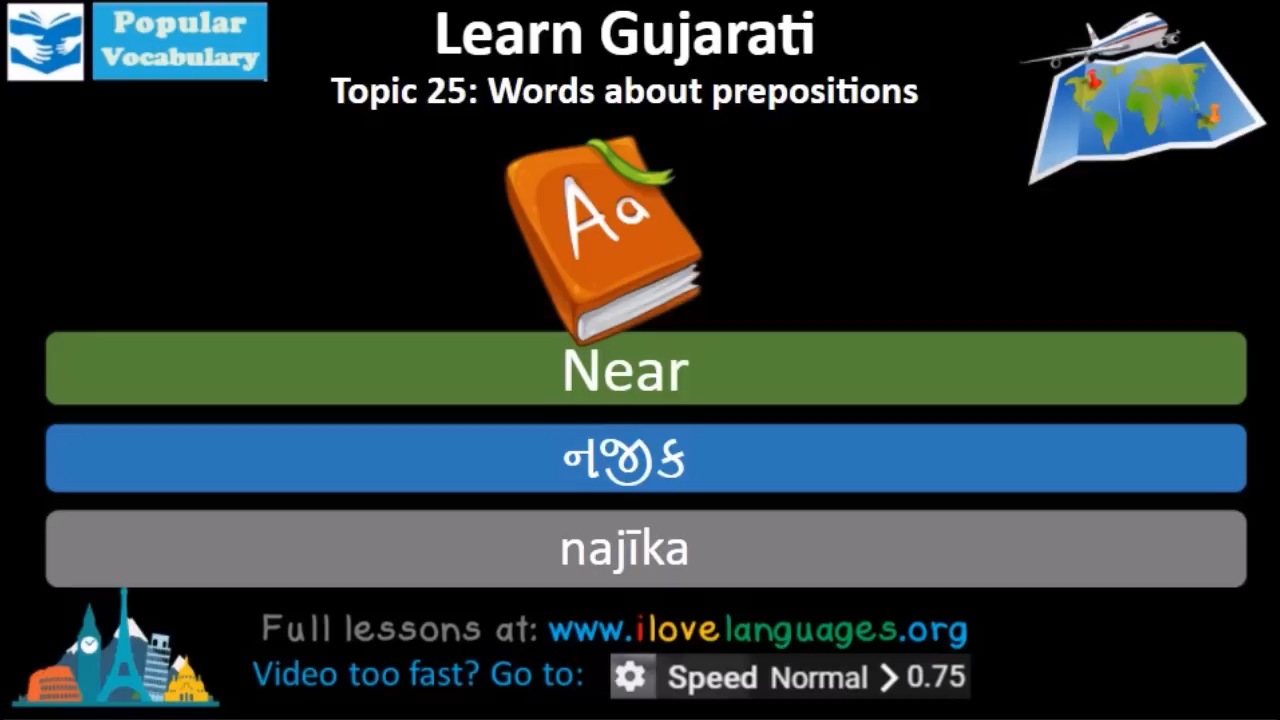 Popular
Vocabulary
Learn Gujarati
Topic 25: Words about prepositions
Aa
Near
નજીક
najīka
Full lessons at: www.ilovelanguages.org
Video too fast? Go to: Speed Normal > 0.75